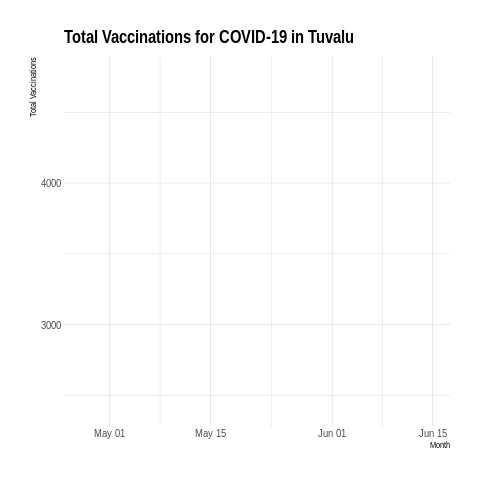 Total Vaccinations for COVID-19 in Tuvalu
Total Vaccinations
4000
3000
May 01 May 15 Jun 01 Jun 15
Month